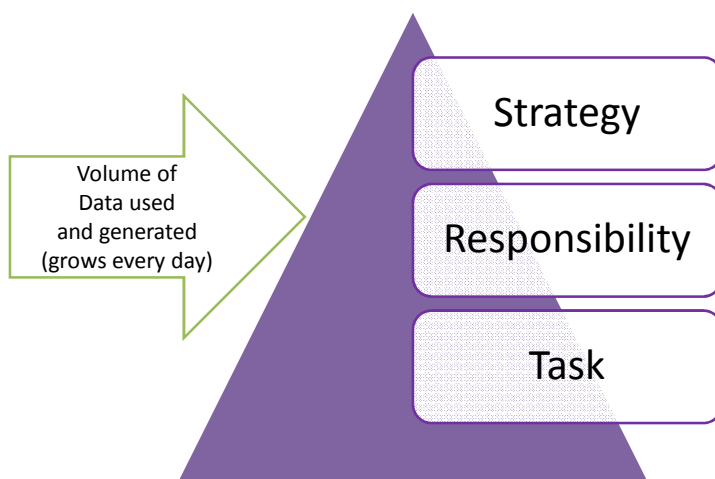 Strategy
Volume of
Data used
and generated
(grows every day)
Responsibility
Task